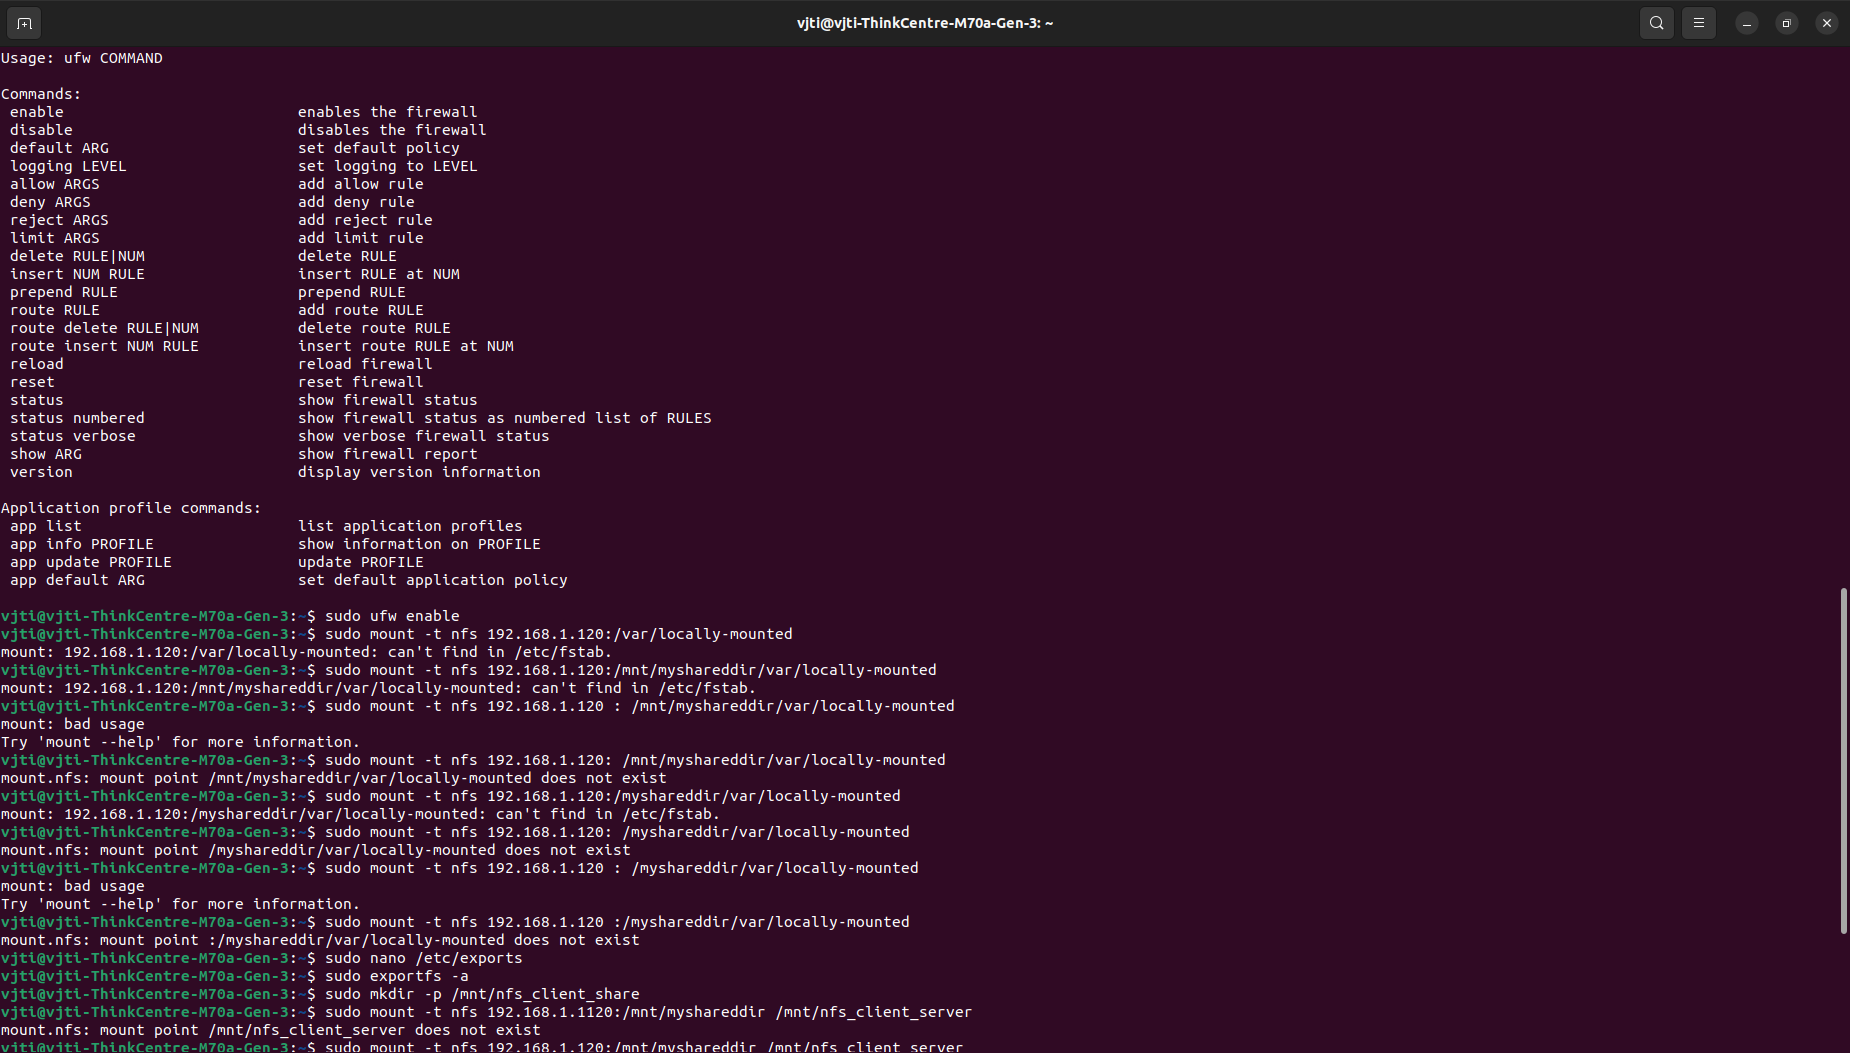 vjti@vjti-ThinkCentre-M70a-Gen-3: ~
Usage: ufw COMMAND
Commands:
enable                          enables the firewall
disable                         disables the firewall
default ARG                     set default policy
logging LEVEL                   set logging to LEVEL
allow ARGS                      add allow rule
deny ARGS                       add deny rule
reject ARGS                     add reject rule
limit ARGS                      add limit rule
delete RULE|NUM                 delete RULE
insert NUM RULE                 insert RULE at NUM
prepend RULE                    prepend RULE
route RULE                      add route RULE
route delete RULE|NUM           delete route RULE
route insert NUM RULE           insert route RULE at NUM
reload                          reload firewall
reset                           reset firewall
status                          show firewall status
status numbered                 show firewall status as numbered list of RULES
status verbose                  show verbose firewall status
show ARG                        show firewall report
version                         display version information
Application profile commands:
app list                        list application profiles
app info PROFILE                show information on PROFILE
app update PROFILE              update PROFILE
app default ARG                 set default application policy
vjti@vjti-ThinkCentre-M70a-Gen-3:~$ sudo ufw enable
vjti@vjti-ThinkCentre-M70a-Gen-3:~$ sudo mount -t nfs 192.168.1.120:/var/locally-mounted
mount: 192.168.1.120:/var/locally-mounted: can't find in /etc/fstab.
vjti@vjti-ThinkCentre-M70a-Gen-3:~$ sudo mount -t nfs 192.168.1.120:/mnt/myshareddir/var/locally-mounted
mount: 192.168.1.120:/mnt/myshareddir/var/locally-mounted: can't find in /etc/fstab.
vjti@vjti-ThinkCentre-M70a-Gen-3:~$ sudo mount -t nfs 192.168.1.120 : /mnt/myshareddir/var/locally-mounted
mount: bad usage
Try 'mount --help' for more information.
vjti@vjti-ThinkCentre-M70a-Gen-3:~$ sudo mount -t nfs 192.168.1.120: /mnt/myshareddir/var/locally-mounted
mount.nfs: mount point /mnt/myshareddir/var/locally-mounted does not exist
vjti@vjti-ThinkCentre-M70a-Gen-3:~$ sudo mount -t nfs 192.168.1.120:/myshareddir/var/locally-mounted
mount: 192.168.1.120:/myshareddir/var/locally-mounted: can't find in /etc/fstab.
vjti@vjti-ThinkCentre-M70a-Gen-3:~$ sudo mount -t nfs 192.168.1.120: /myshareddir/var/locally-mounted
mount.nfs: mount point /myshareddir/var/locally-mounted does not exist
vjti@vjti-ThinkCentre-M70a-Gen-3:~$ sudo mount -t nfs 192.168.1.120 : /myshareddir/var/locally-mounted
mount: bad usage
Try 'mount --help' for more information.
vjti@vjti-ThinkCentre-M70a-Gen-3:~$ sudo mount -t nfs 192.168.1.120 :/myshareddir/var/locally-mounted
mount.nfs: mount point :/myshareddir/var/locally-mounted does not exist
vjti@vjti-ThinkCentre-M70a-Gen-3:~$ sudo nano /etc/exports
vjti@vjti-ThinkCentre-M70a-Gen-3:~$ sudo exportfs -a
vjti@vjti-ThinkCentre-M70a-Gen-3:~$ sudo mkdir -p /mnt/nfs_client_share
vjti@vjti-ThinkCentre-M70a-Gen-3:~$ sudo mount -t nfs 192.168.1.1120:/mnt/myshareddir /mnt/nfs_client_server
mount.nfs: mount point /mnt/nfs_client_server does not exist
vjti@vjti-ThinkCentre-M70a-Gen-3:~$ sudo mount -t nfs 192.168.1.120:/mnt/myshareddir /mnt/nfs_client_server